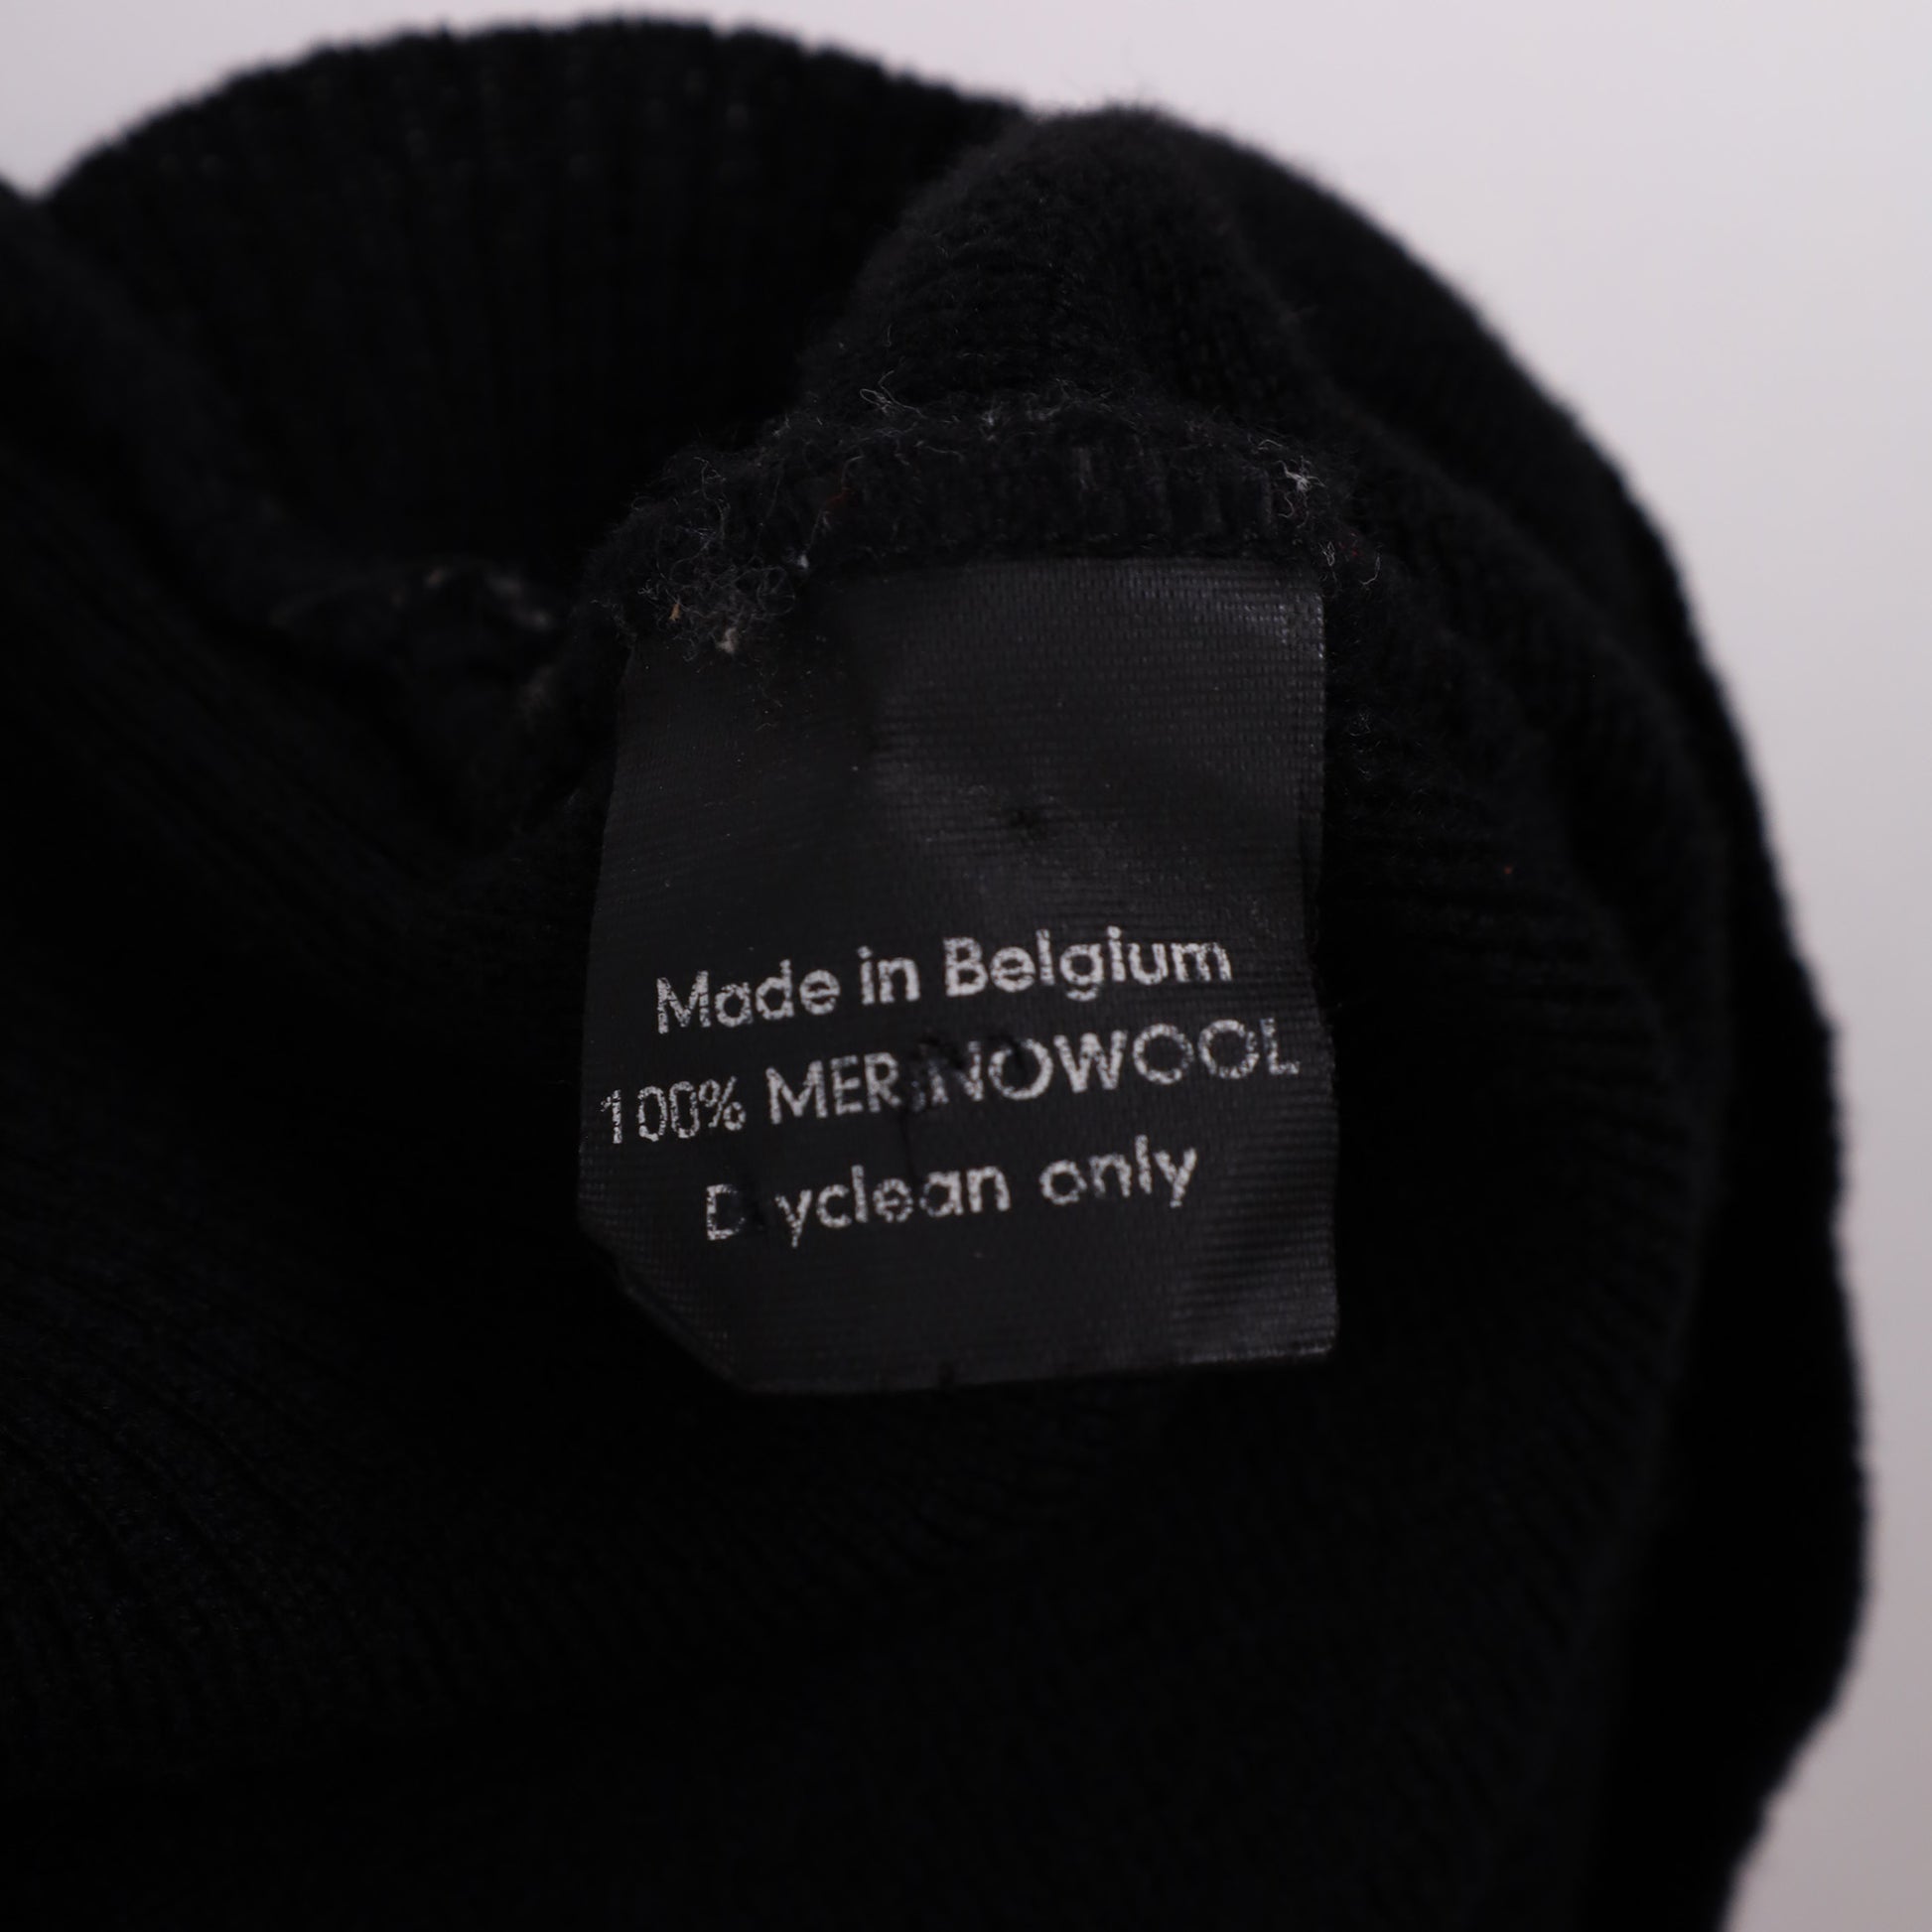 Made in Belgium
100% MERINOWOOL
Dryclean only